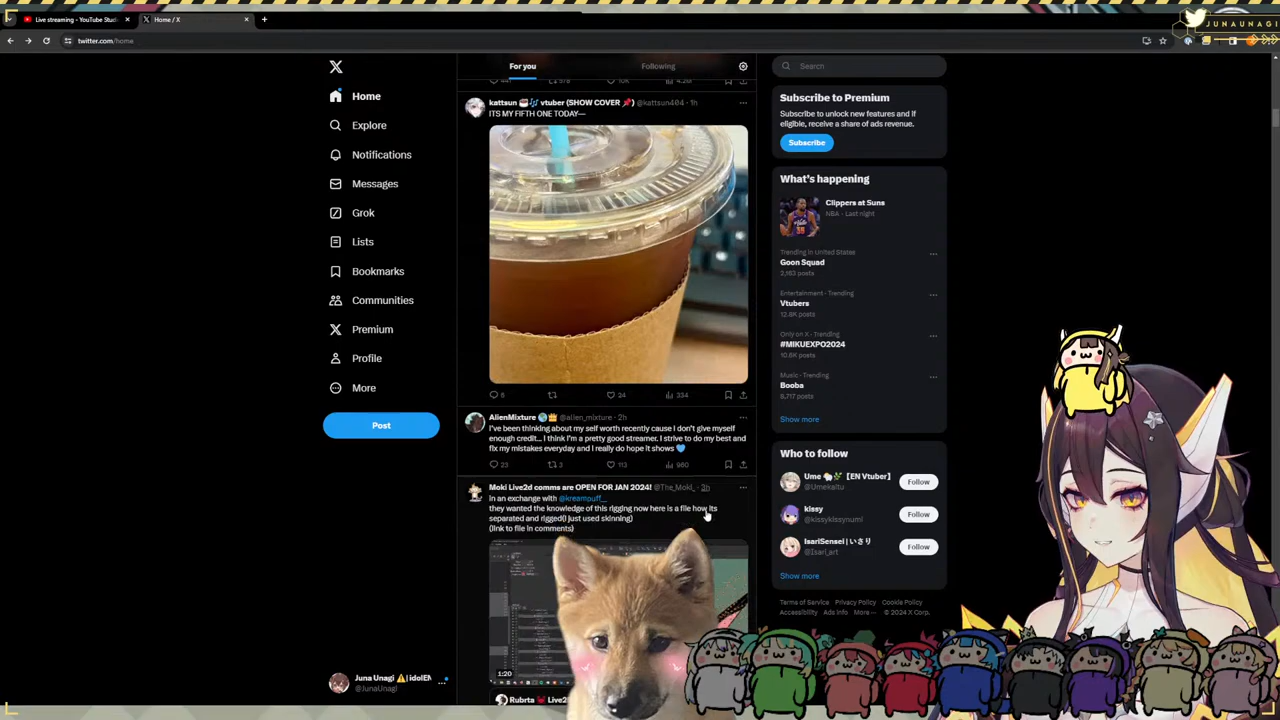 Live streaming - YouTube Stud
Home / X
JUNAUNAGI
twitter.com/home
For you
Following
Search
Home
Explore
Notifications
Messages
Grok
Lists
Bookmarks
Communities
Premium
Profile
More
Post
Juna Unagi ⚠️| idolEN
@JunaUnagi
kattsun ☕🎶 vtuber (SHOW COVER 📌) @kattsun404 · 1h
ITS MY FIFTH ONE TODAY—
6
24
334
AlienMixture 🌎👑 @alien_mixture · 2h
I've been thinking about my self worth recently cause I don't give myself
enough credit... I think I'm a pretty good streamer. I strive to do my best and
fix my mistakes everyday and I really do hope it shows 🩵
23
3
113
960
Moki Live2d comms are OPEN FOR JAN 2024! @The_Moki_ · 3h
In an exchange with @kreampuff_
they wanted the knowledge of this rigging now here is a file how its
separated and rigged(I just used skinning)
(link to file in comments)
1:20
Rubrta
Live2
Subscribe to Premium
Subscribe to unlock new features and if
eligible, receive a share of ads revenue.
Subscribe
What's happening
Clippers at Suns
NBA · Last night
Trending in United States
Goon Squad
2,163 posts
Entertainment · Trending
Vtubers
12.8K posts
Only on X · Trending
#MIKUEXPO2024
10.6K posts
Music · Trending
Booba
9,717 posts
Show more
Who to follow
Ume 🐑🌿【EN Vtuber】
@Umekaitu
Follow
kissy
@kissykissynumi
Follow
IsariSensei | いさり
@Isari_art
Follow
Show more
Terms of Service Privacy Policy Cookie Policy
Accessibility Ads info More ··· © 2024 X Corp.